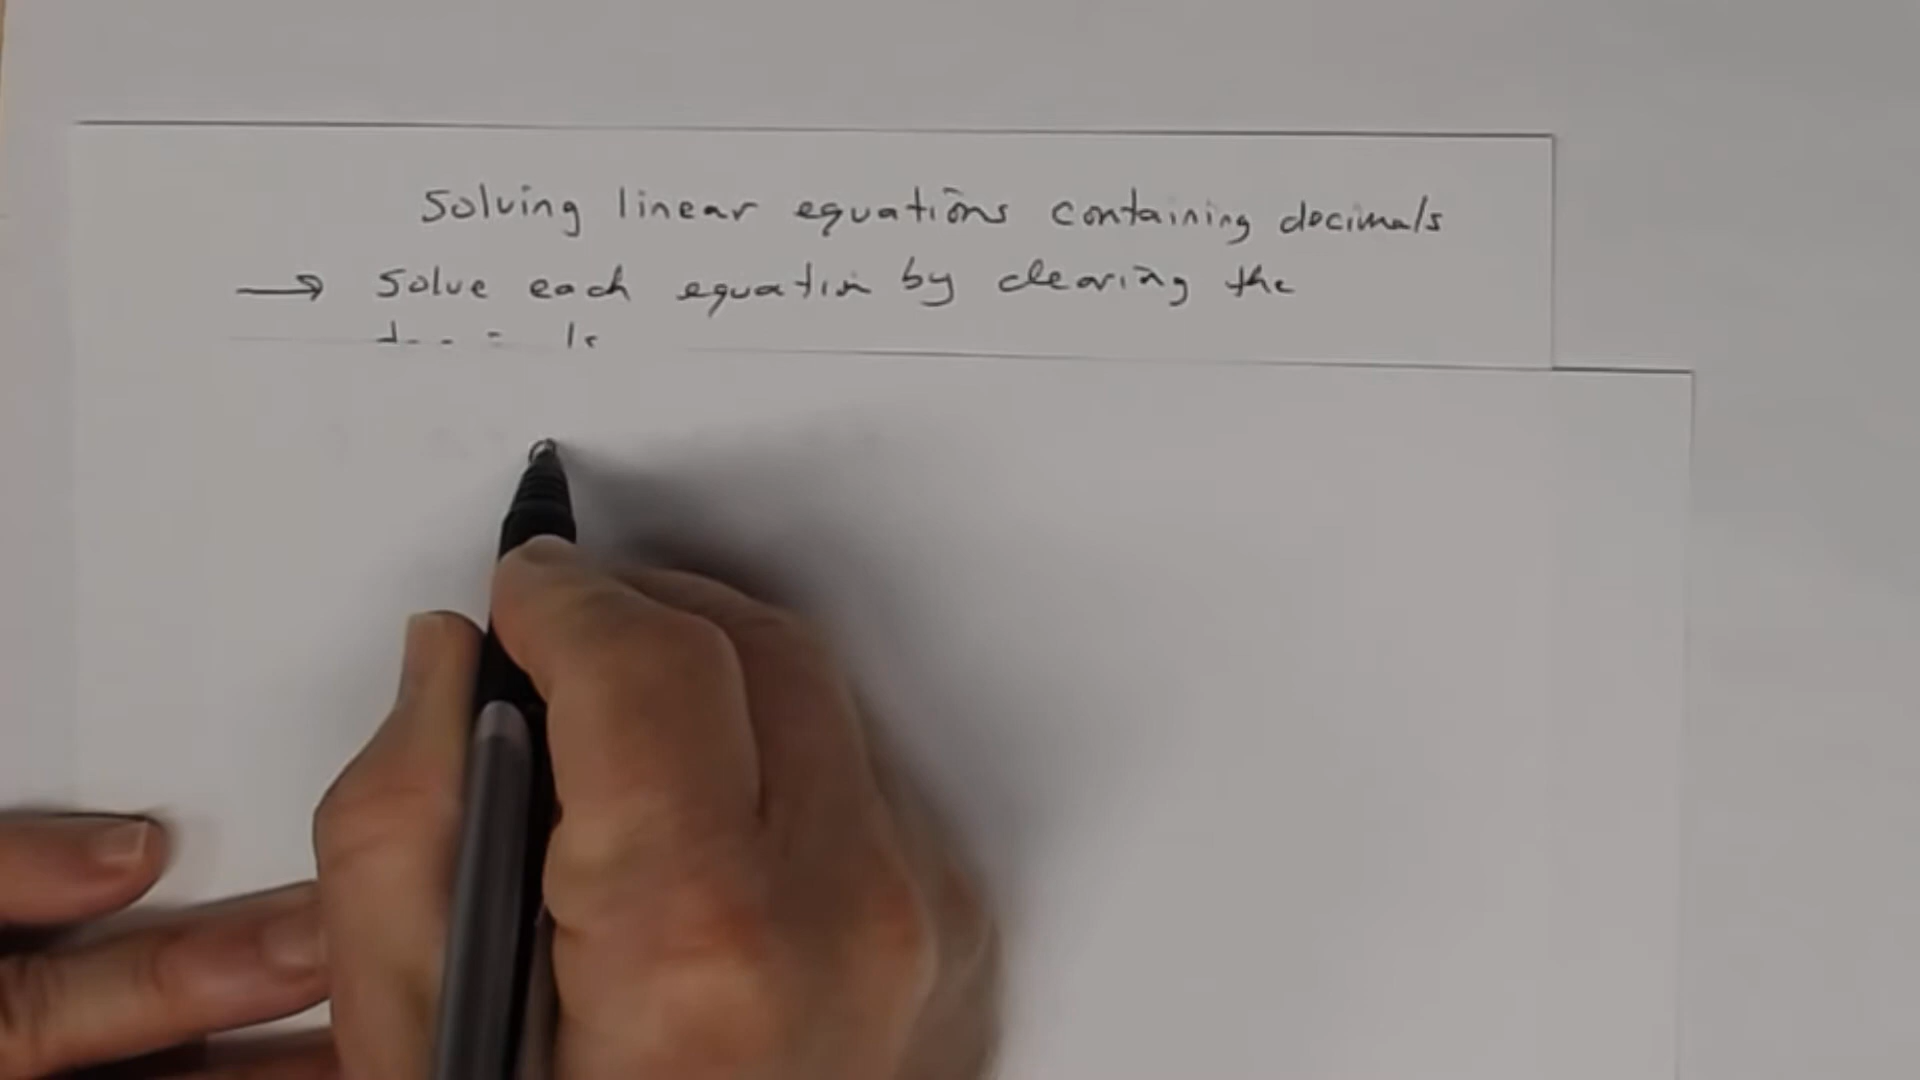 Solving linear equations containing decimals
→ Solve each equation by clearing the